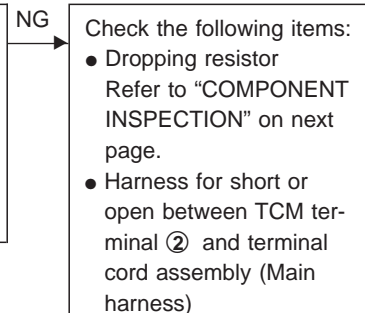 NG
Check the following items:
● Dropping resistor
Refer to “COMPONENT
INSPECTION” on next
page.
● Harness for short or
open between TCM ter-
minal ② and terminal
cord assembly (Main
harness)